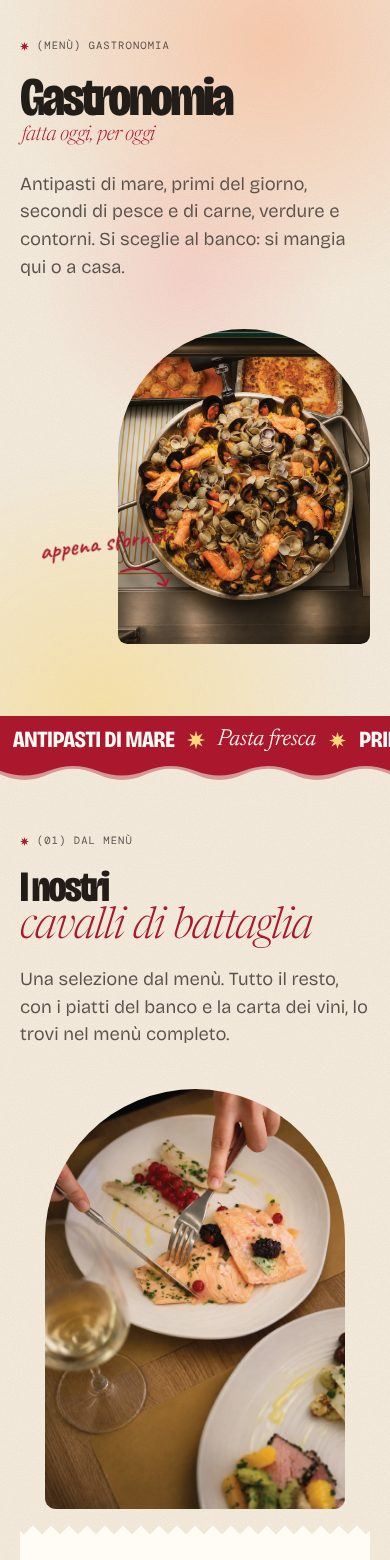 (MENÙ) GASTRONOMIA
Gastronomia
fatta oggi, per oggi
Antipasti di mare, primi del giorno,
secondi di pesce e di carne, verdure e
contorni. Si sceglie al banco: si mangia
qui o a casa.
appena
ANTIPASTI DI MARE Pasta fresca
(01) DAL MENÙ
I nostri
cavalli di battaglia
Una selezione dal menù. Tutto il resto,
con i piatti del banco e la carta dei vini, lo
trovi nel menù completo.